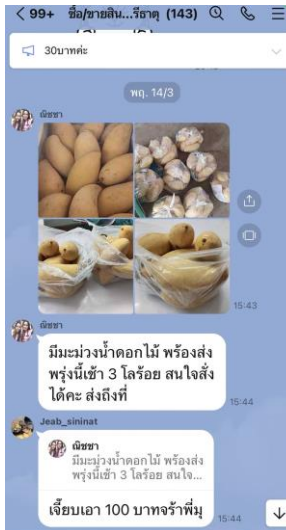 99+ ซื้อ/ขายสิน...รีธาตุ (143)
30บาทค่ะ
พฤ. 14/3
ณิชชา
15:43
ณิชชา
มีมะม่วงน้ำดอกไม้ พร้องส่ง
พรุ่งนี้เช้า 3 โลร้อย สนใจสั่ง
ได้คะ ส่งถึงที่
15:44
Jeab_sininat
ณิชชา
มีมะม่วงน้ำดอกไม้ พร้องส่ง
พรุ่งนี้เช้า 3 โลร้อย สนใจ...
เจี๊ยบเอา 100 บาทจร้าพี่มุ
15:44